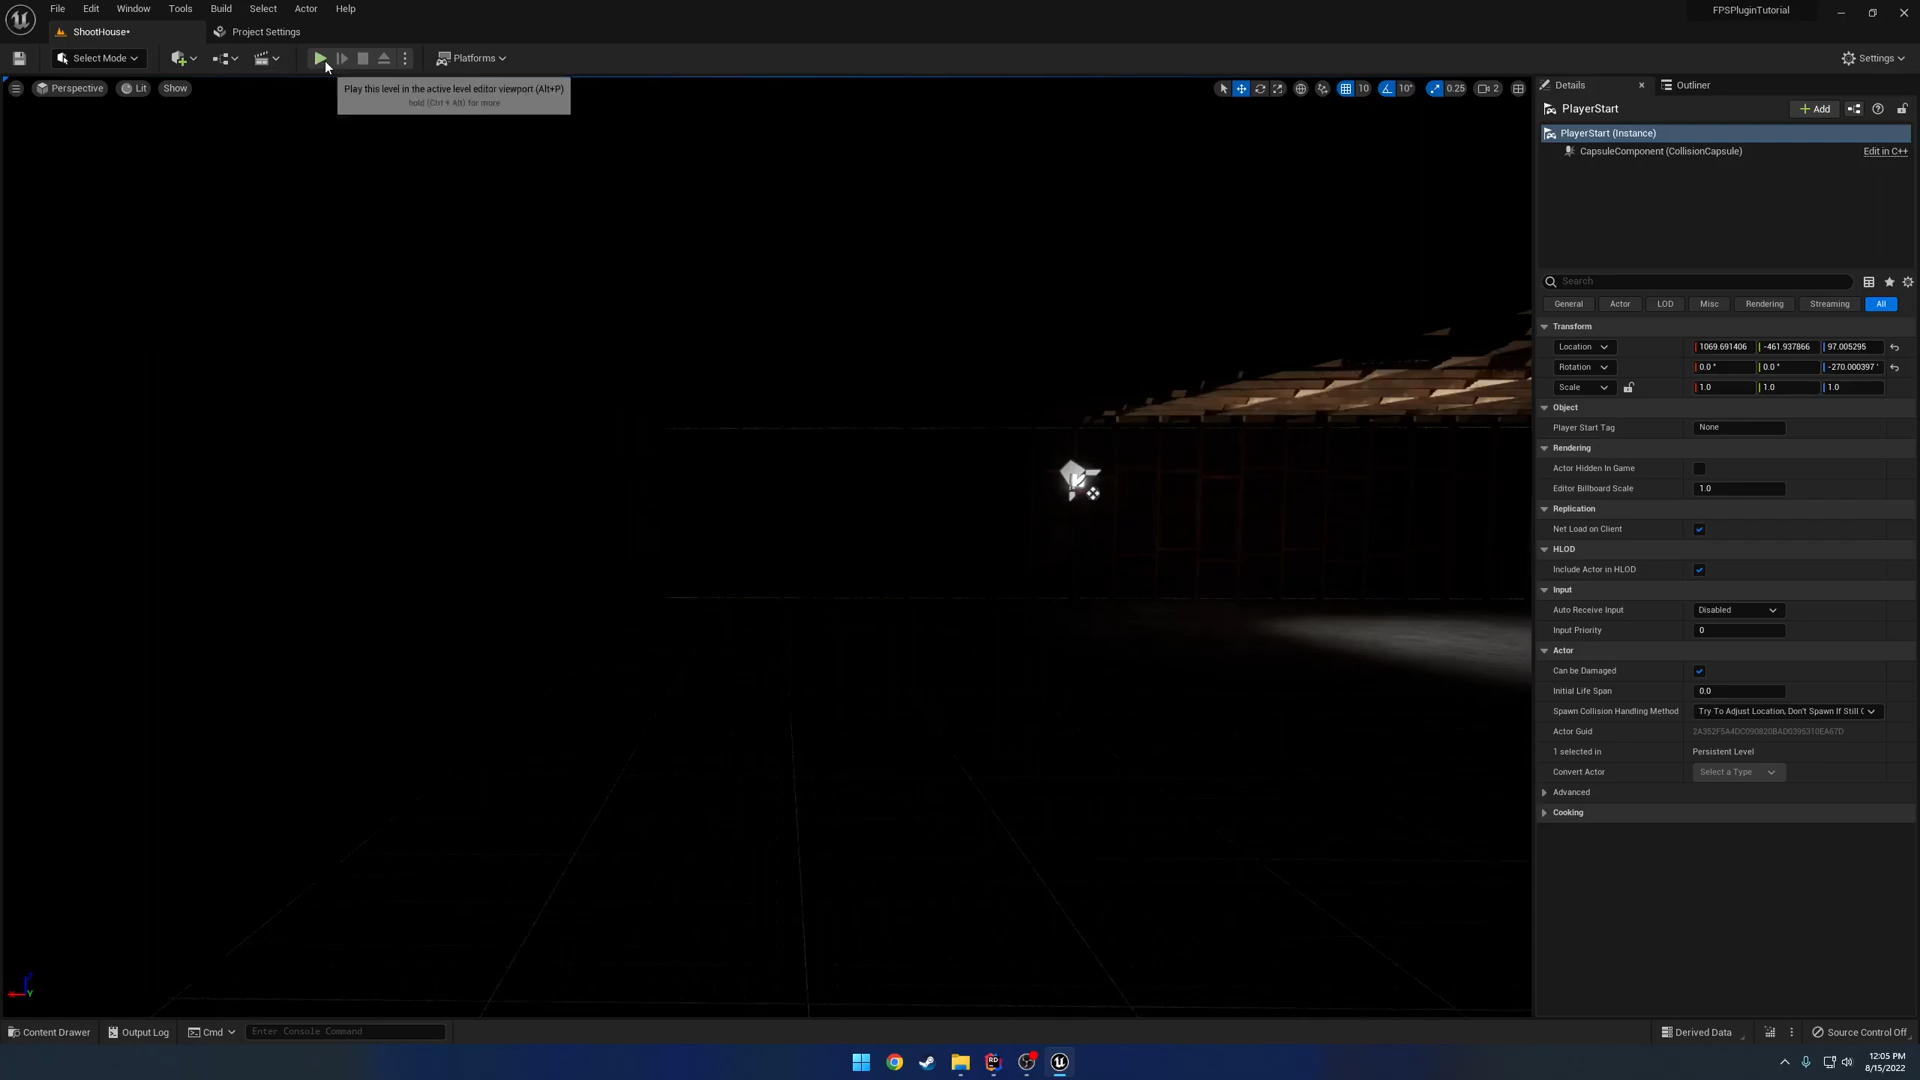 File Edit Window Tools Build Select Actor Help
FPSPluginTutorial
ShootHouse•
Project Settings
Select Mode
Platforms
Settings
Perspective
Lit
Show
Play this level in the active level editor viewport (Alt+P)
hold (Ctrl + Alt) for more
10
10°
0.25
2
Details
Outliner
PlayerStart
Add
PlayerStart (Instance)
CapsuleComponent (CollisionCapsule)
Edit in C++
Search
General
Actor
LOD
Misc
Rendering
Streaming
All
Transform
Location
1069.691406
-461.937866
97.005295
Rotation
0.0 °
0.0 °
-270.000397 °
Scale
1.0
1.0
1.0
Object
Player Start Tag
None
Rendering
Actor Hidden In Game
Editor Billboard Scale
1.0
Replication
Net Load on Client
HLOD
Include Actor in HLOD
Input
Auto Receive Input
Disabled
Input Priority
0
Actor
Can be Damaged
Initial Life Span
0.0
Spawn Collision Handling Method
Try To Adjust Location, Don't Spawn If Still C
Actor Guid
2A352F5A4DC090820BAD0395310EA67D
1 selected in
Persistent Level
Convert Actor
Select a Type
Advanced
Cooking
Z
X
Y
Content Drawer
Output Log
Cmd
Enter Console Command
Derived Data
Source Control Off
RD
12:05 PM
8/15/2022